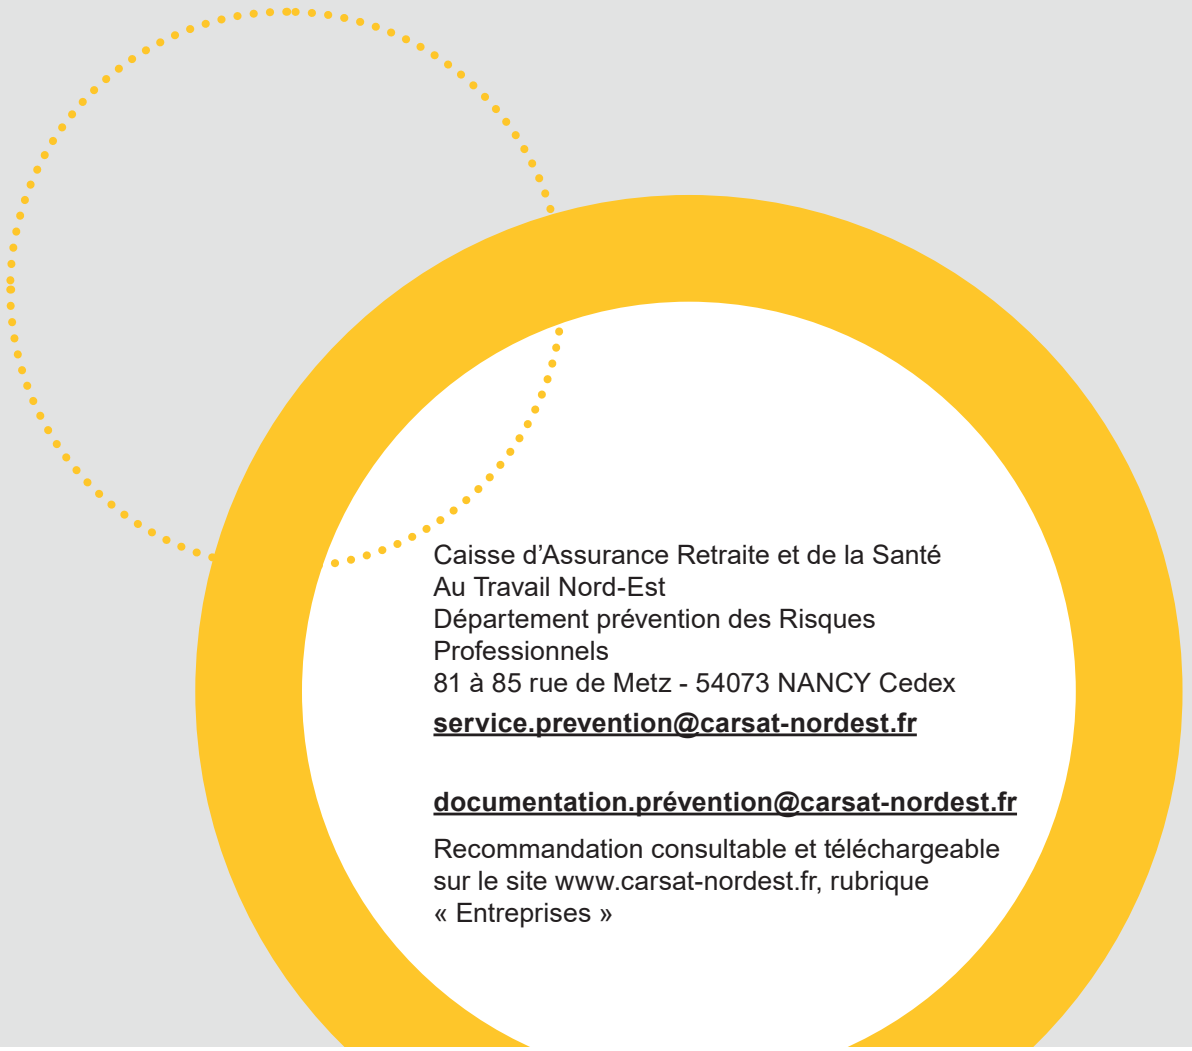 Caisse d’Assurance Retraite et de la Santé
Au Travail Nord-Est
Département prévention des Risques
Professionnels
81 à 85 rue de Metz - 54073 NANCY Cedex
service.prevention@carsat-nordest.fr
documentation.prévention@carsat-nordest.fr
Recommandation consultable et téléchargeable
sur le site www.carsat-nordest.fr, rubrique
« Entreprises »